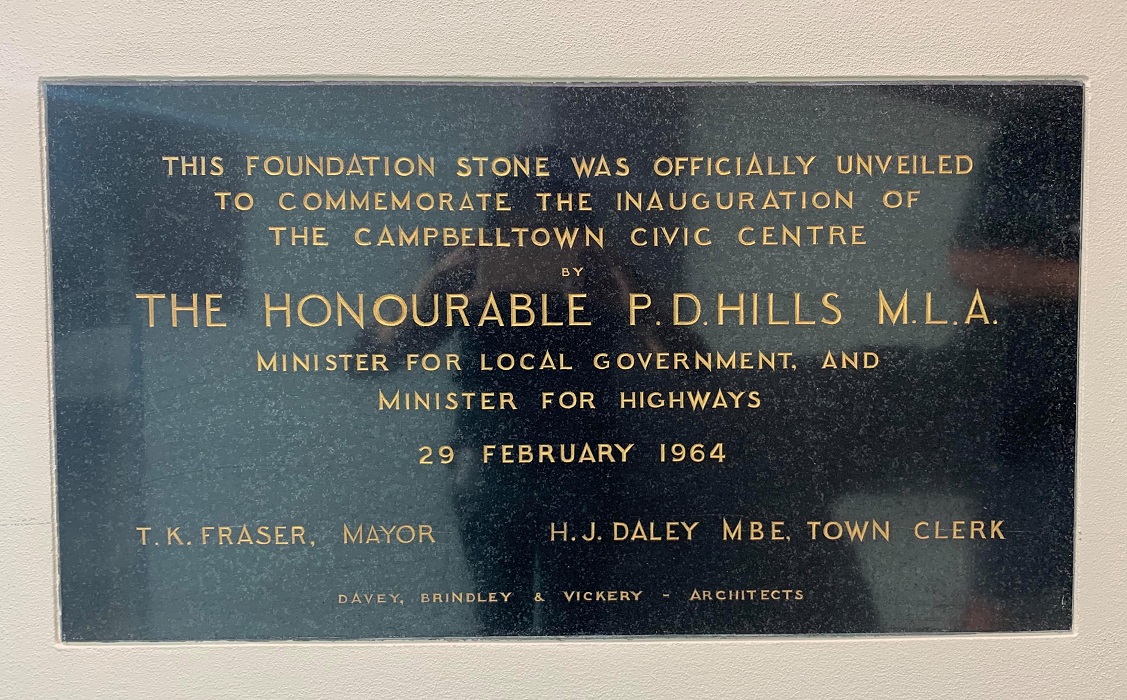 THIS FOUNDATION STONE WAS OFFICIALLY UNVEILED
TO COMMEMORATE THE INAUGURATION OF
THE CAMPBELLTOWN CIVIC CENTRE
BY
THE HONOURABLE P.D.HILLS M.L.A.
MINISTER FOR LOCAL GOVERNMENT, AND
MINISTER FOR HIGHWAYS
29 FEBRUARY 1964
T.K. FRASER, MAYOR H.J. DALEY MBE, TOWN CLERK
DAVEY, BRINDLEY & VICKERY - ARCHITECTS